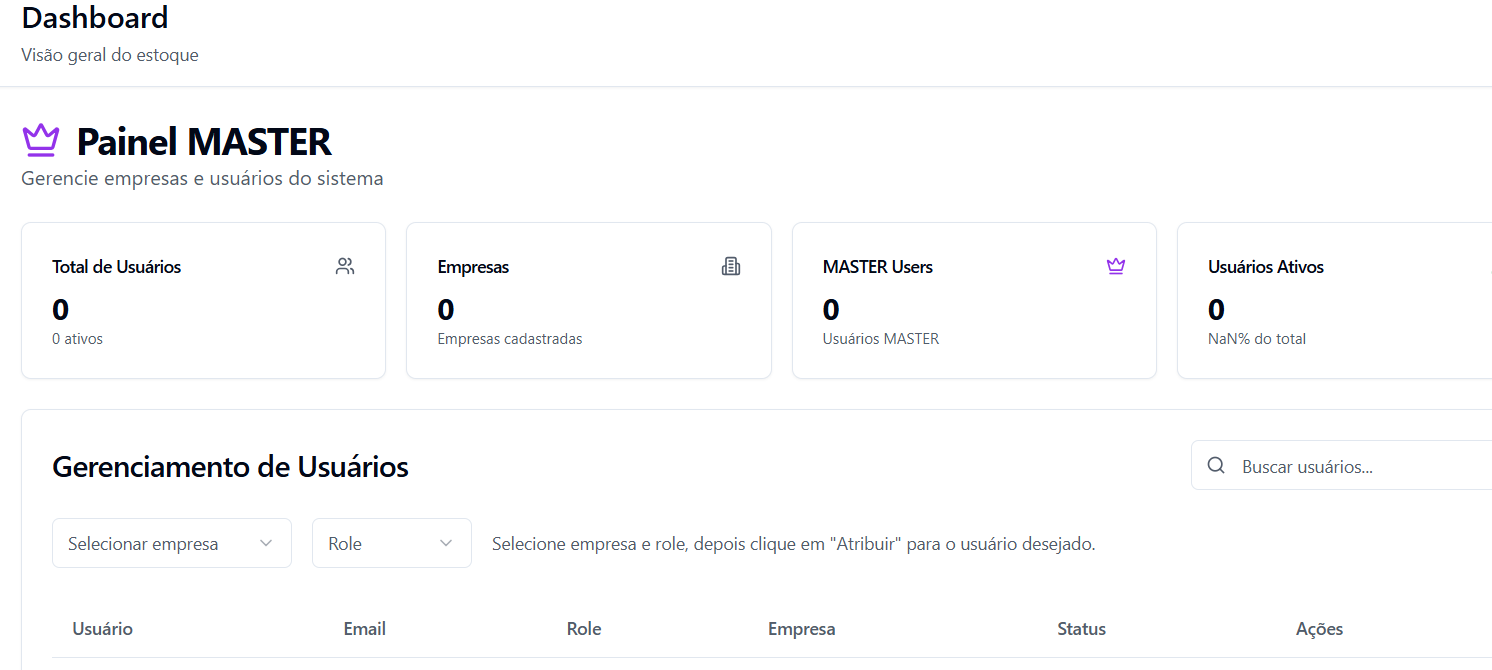 Dashboard
Visão geral do estoque
Painel MASTER
Gerencie empresas e usuários do sistema
Total de Usuários
0
0 ativos
Empresas
0
Empresas cadastradas
MASTER Users
0
Usuários MASTER
Usuários Ativos
0
NaN% do total
Gerenciamento de Usuários
Buscar usuários...
Selecionar empresa
Role
Selecione empresa e role, depois clique em "Atribuir" para o usuário desejado.
Usuário Email Role Empresa Status Ações